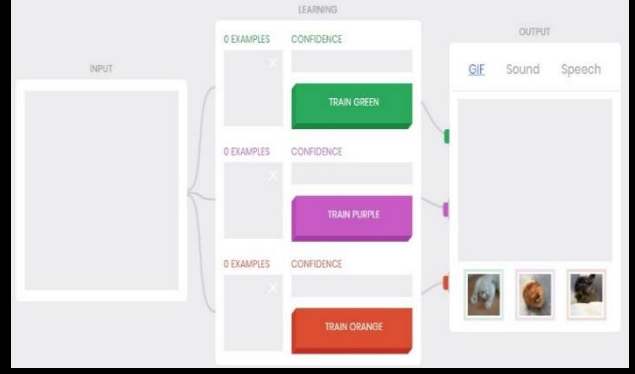 LEARNING
INPUT
OUTPUT
0 EXAMPLES CONFIDENCE
X
TRAIN GREEN
0 EXAMPLES CONFIDENCE
X
TRAIN PURPLE
0 EXAMPLES CONFIDENCE
X
TRAIN ORANGE
GIF Sound Speech